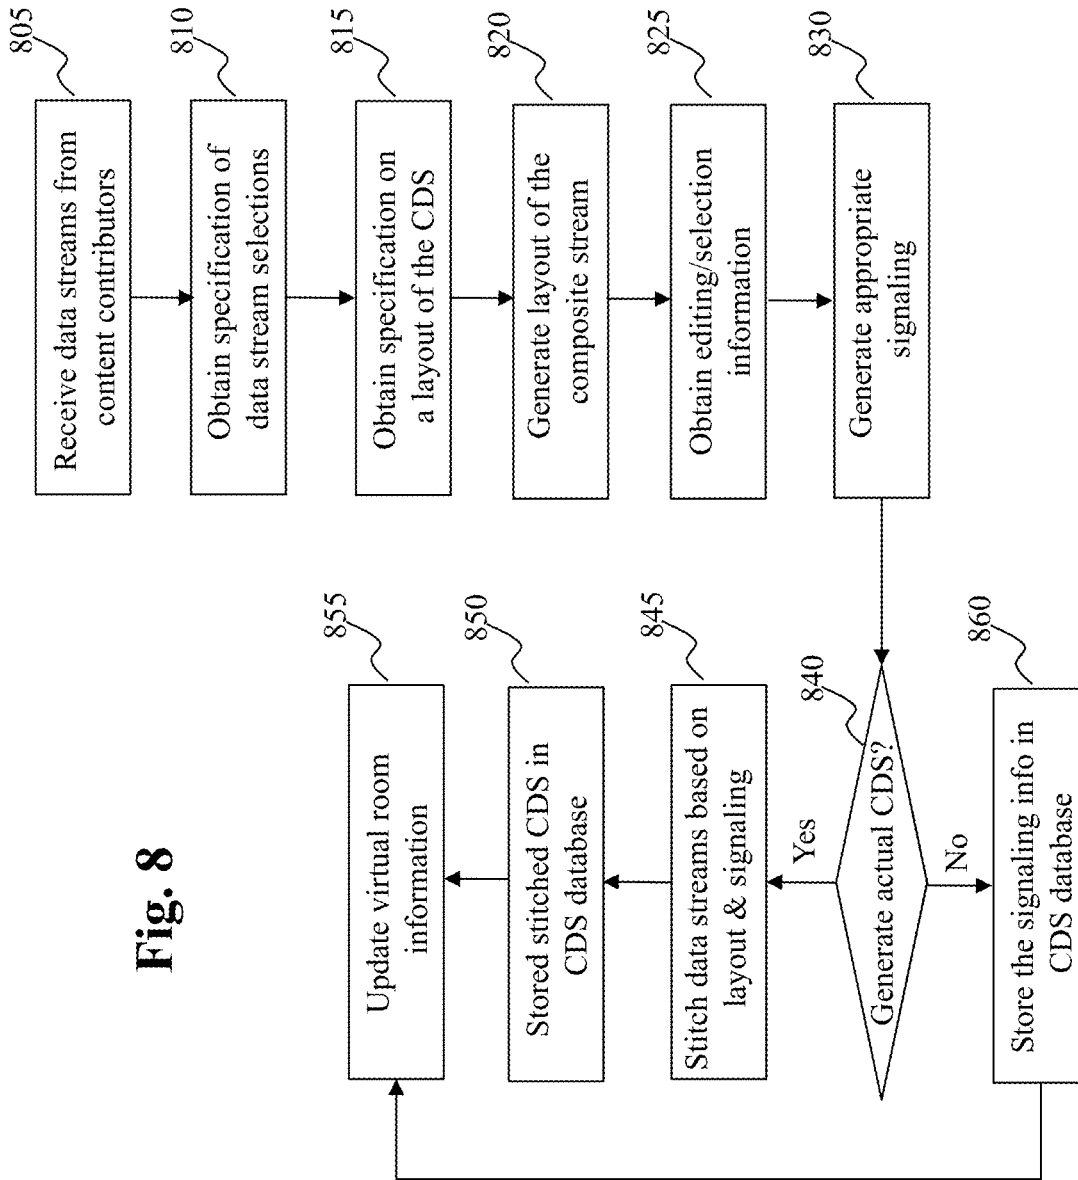 Fig. 8
805
Receive data streams from
content contributors
810
Obtain specification of
data stream selections
815
Obtain specification on
a layout of the CDS
820
Generate layout of the
composite stream
825
Obtain editing/selection
information
830
Generate appropriate
signaling
840
Generate actual CDS?
Yes
No
845
Stitch data streams based on
layout & signaling
850
Stored stitched CDS in
CDS database
855
Update virtual room
information
860
Store the signaling info in
CDS database